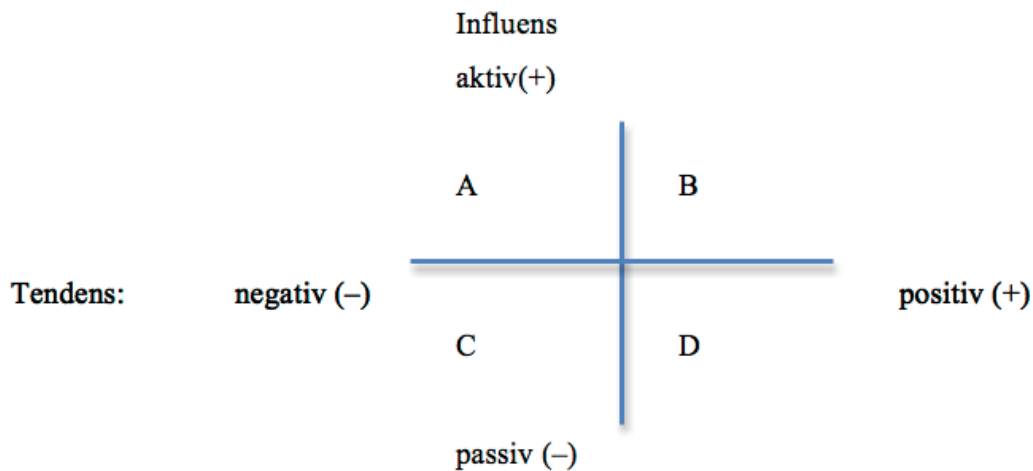 Influens
aktiv(+)
A B
Tendens: negativ (–) positiv (+)
C D
passiv (–)